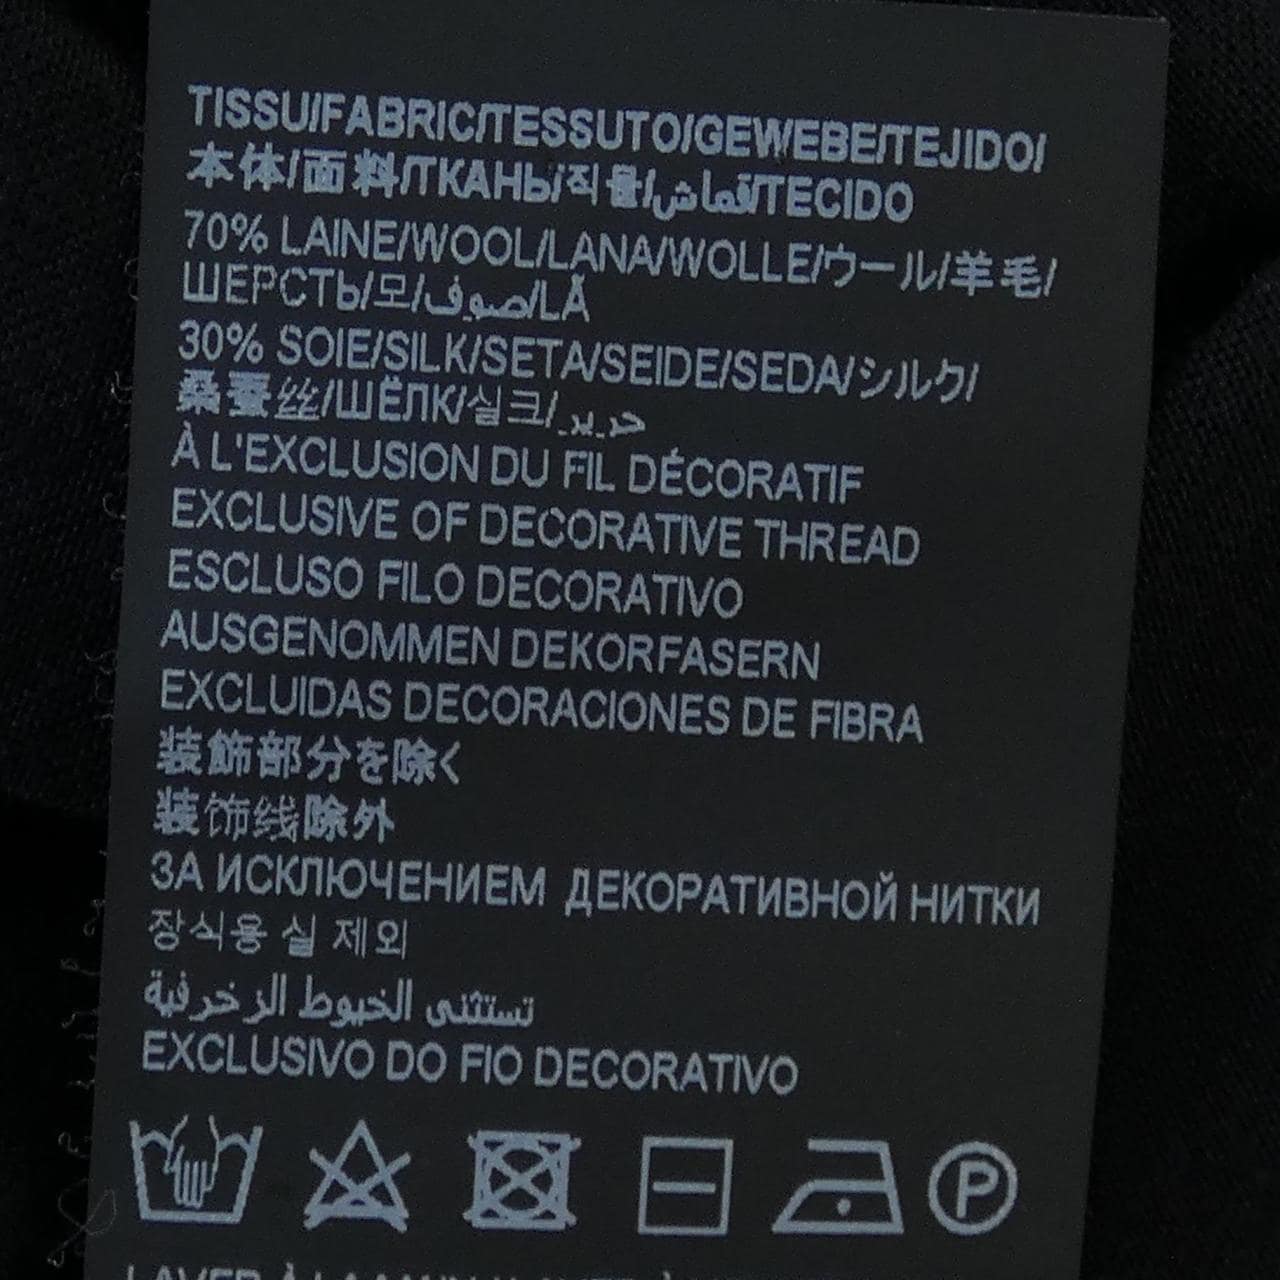 TISSU/FABRIC/TESSUTO/GEWEBE/TEJIDO/
本体/面料/ТКАНЬ/직물/قماش/TECIDO
70% LAINE/WOOL/LANA/WOLLE/ウール/羊毛/
ШЕРСТЬ/모/صوف/LÃ
30% SOIE/SILK/SETA/SEIDE/SEDA/シルク/
桑蚕丝/ШЁЛК/실크/حرير
À L'EXCLUSION DU FIL DÉCORATIF
EXCLUSIVE OF DECORATIVE THREAD
ESCLUSO FILO DECORATIVO
AUSGENOMMEN DEKORFASERN
EXCLUIDAS DECORACIONES DE FIBRA
装飾部分を除く
装饰线除外
ЗА ИСКЛЮЧЕНИЕМ ДЕКОРАТИВНОЙ НИТКИ
장식용 실 제외
تستثنى الخيوط الزخرفية
EXCLUSIVO DO FIO DECORATIVO
P
LAVER À LA MAIN